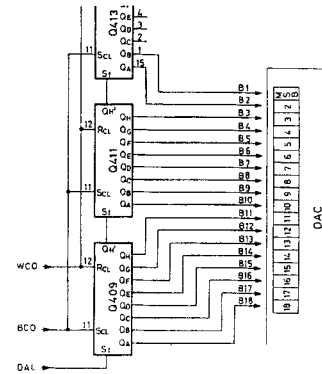 Q413
QE 4
QD 3
QC 2
11 SCL QB 1
QA 15
SI
QH'
12 RCL QH
QG
QF
QE
QD
QC
11 SCL QB
QA
SI
Q411
QH'
12 RCL QH
QG
QF
QE
QD
QC
11 SCL QB
QA
SI
Q409
WCO
BCO
DAL
B1
B2
B3
B4
B5
B6
B7
B8
B9
B10
B11
B12
B13
B14
B15
B16
B17
B18
MSB
2
3
4
5
6
7
8
9
10
11
12
13
14
15
16
17
18
DAC